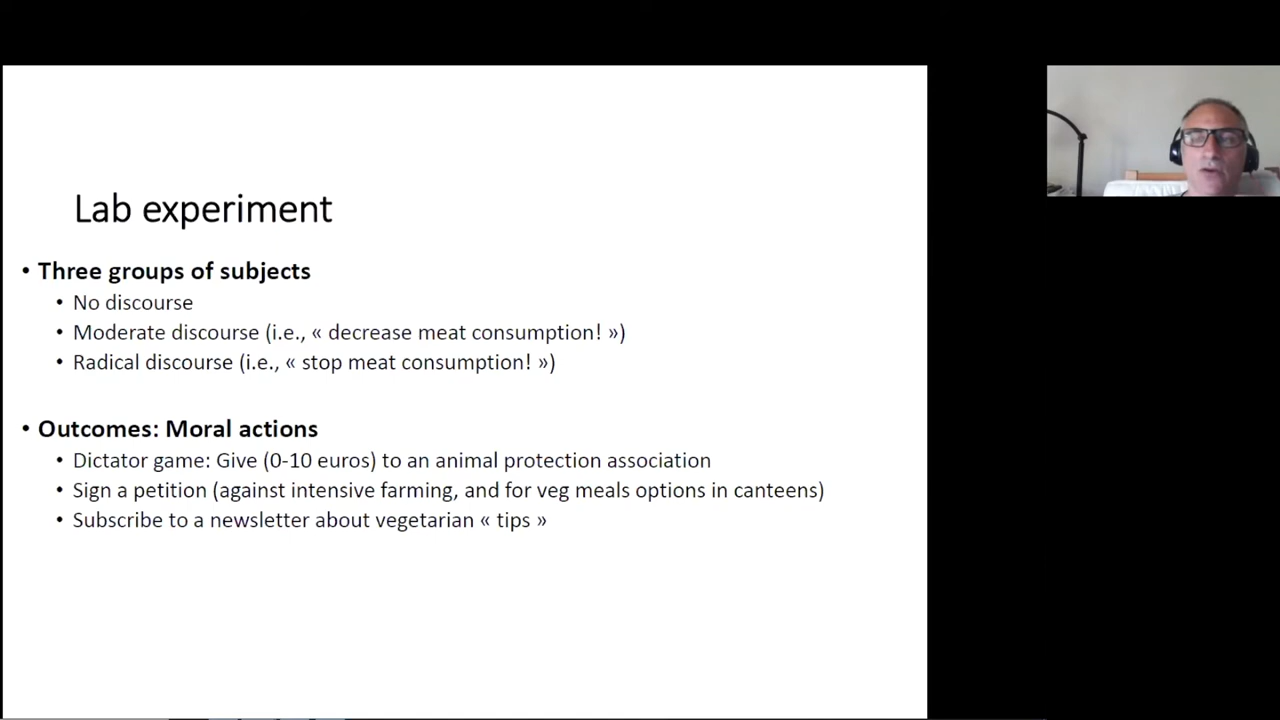 Lab experiment
• Three groups of subjects
• No discourse
• Moderate discourse (i.e., « decrease meat consumption! »)
• Radical discourse (i.e., « stop meat consumption! »)
• Outcomes: Moral actions
• Dictator game: Give (0-10 euros) to an animal protection association
• Sign a petition (against intensive farming, and for veg meals options in canteens)
• Subscribe to a newsletter about vegetarian « tips »